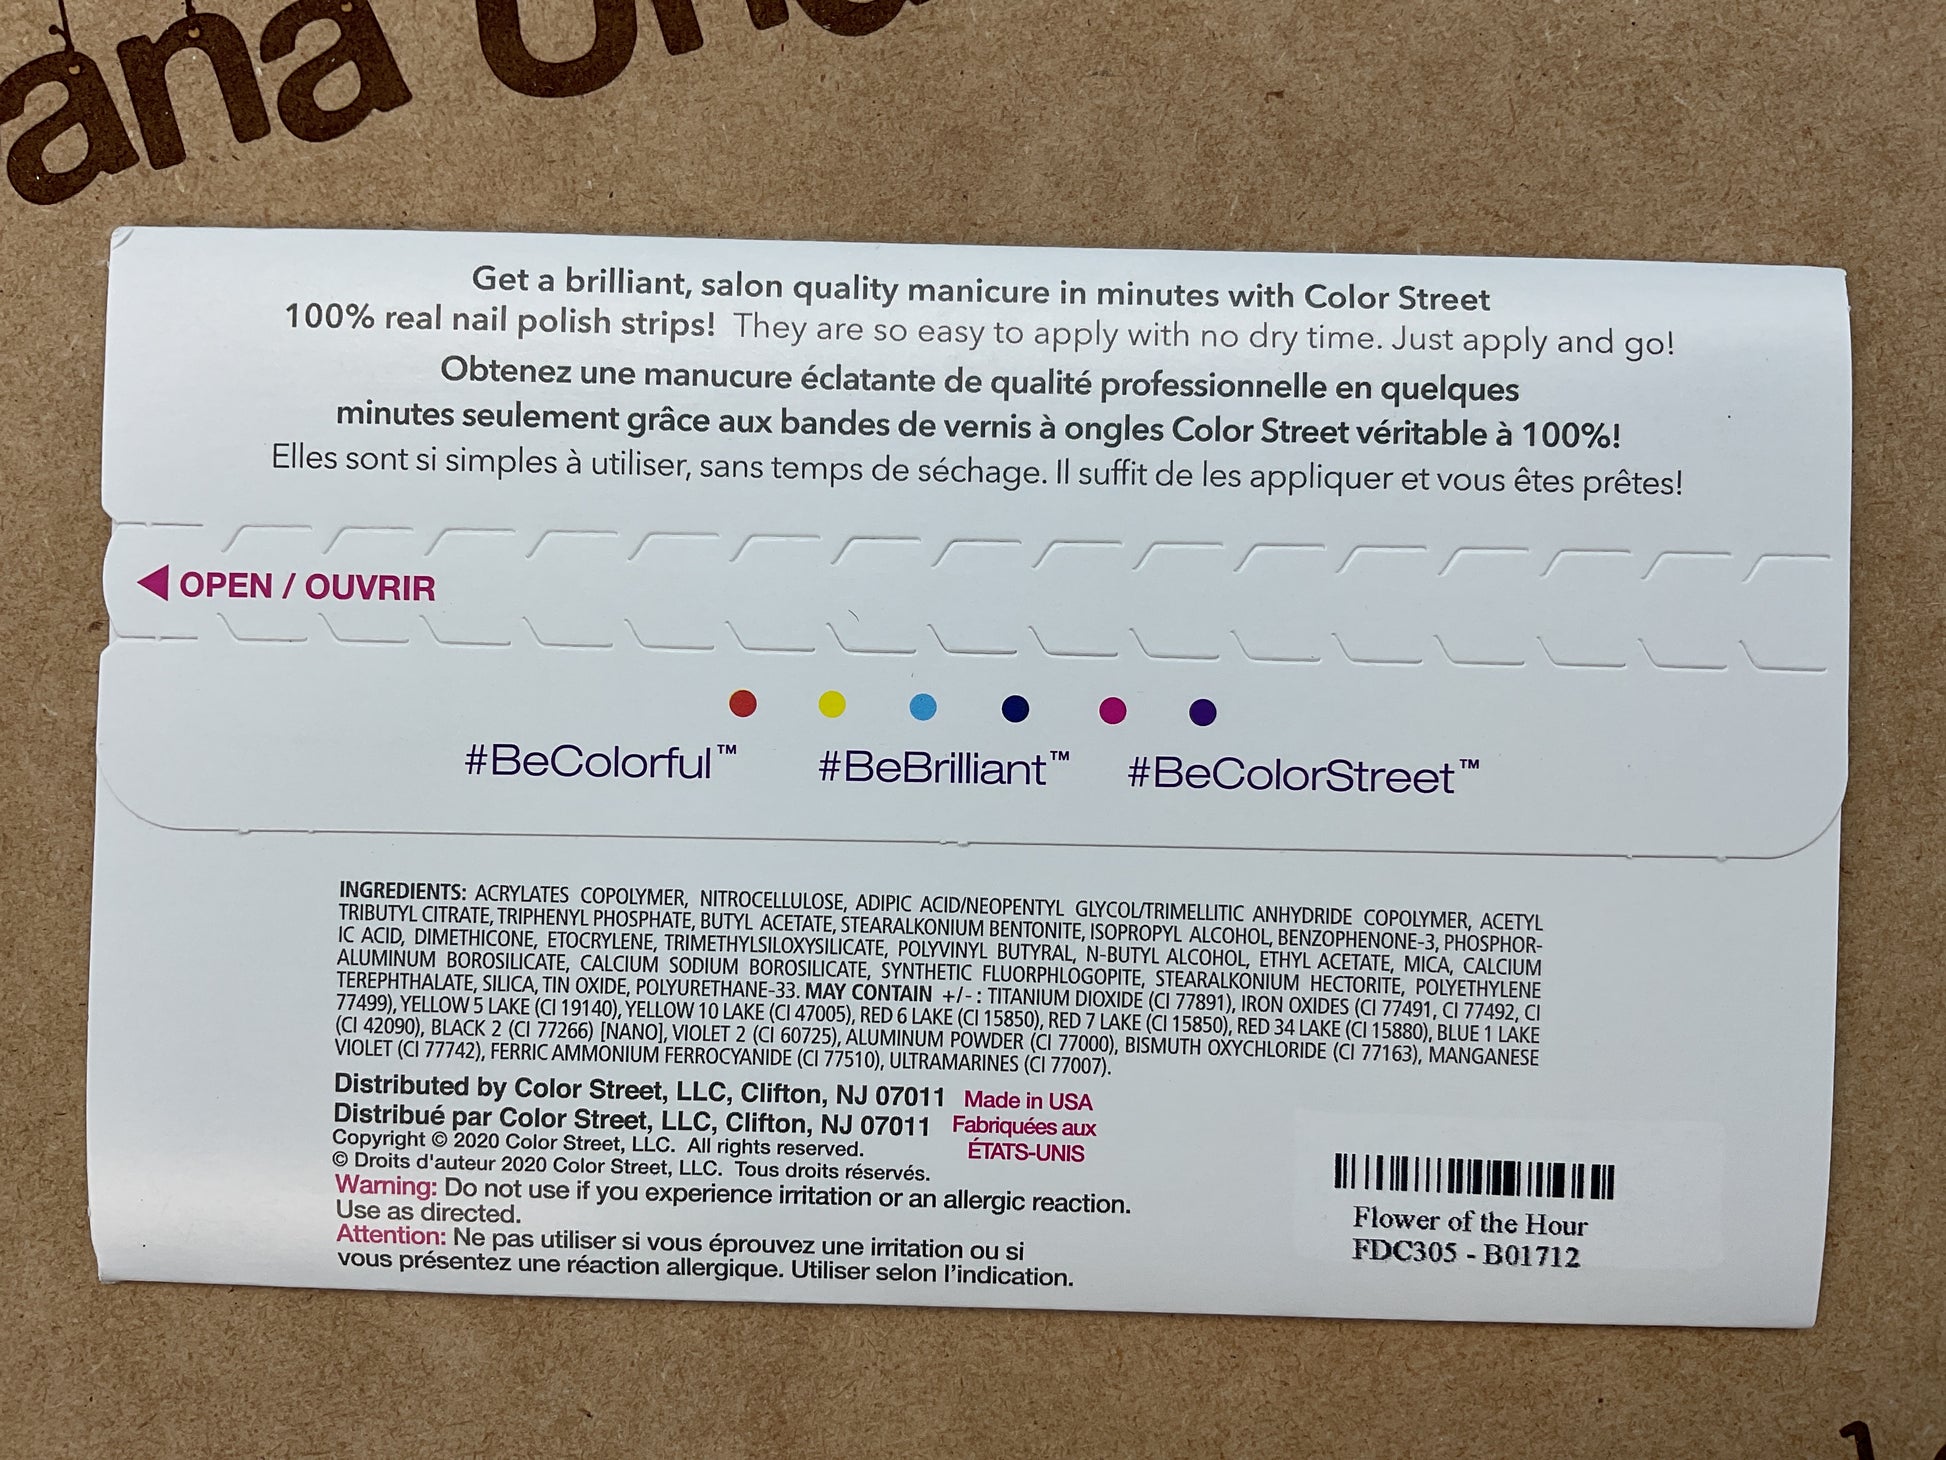 ana
Get a brilliant, salon quality manicure in minutes with Color Street
100% real nail polish strips! They are so easy to apply with no dry time. Just apply and go!
Obtenez une manucure éclatante de qualité professionnelle en quelques
minutes seulement grâce aux bandes de vernis à ongles Color Street véritable à 100%!
Elles sont si simples à utiliser, sans temps de séchage. Il suffit de les appliquer et vous êtes prêtes!
OPEN / OUVRIR
#BeColorful™ #BeBrilliant™ #BeColorStreet™
INGREDIENTS: ACRYLATES COPOLYMER, NITROCELLULOSE, ADIPIC ACID/NEOPENTYL GLYCOL/TRIMELLITIC ANHYDRIDE COPOLYMER, ACETYL
TRIBUTYL CITRATE, TRIPHENYL PHOSPHATE, BUTYL ACETATE, STEARALKONIUM BENTONITE, ISOPROPYL ALCOHOL, BENZOPHENONE-3, PHOSPHOR-
IC ACID, DIMETHICONE, ETOCRYLENE, TRIMETHYLSILOXYSILICATE, POLYVINYL BUTYRAL, N-BUTYL ALCOHOL, ETHYL ACETATE, MICA, CALCIUM
ALUMINUM BOROSILICATE, CALCIUM SODIUM BOROSILICATE, SYNTHETIC FLUORPHLOGOPITE, STEARALKONIUM HECTORITE, POLYETHYLENE
TEREPHTHALATE, SILICA, TIN OXIDE, POLYURETHANE-33. MAY CONTAIN +/- : TITANIUM DIOXIDE (CI 77891), IRON OXIDES (CI 77491, CI 77492, CI
77499), YELLOW 5 LAKE (CI 19140), YELLOW 10 LAKE (CI 47005), RED 6 LAKE (CI 15850), RED 7 LAKE (CI 15850), RED 34 LAKE (CI 15880), BLUE 1 LAKE
(CI 42090), BLACK 2 (CI 77266) [NANO], VIOLET 2 (CI 60725), ALUMINUM POWDER (CI 77000), BISMUTH OXYCHLORIDE (CI 77163), MANGANESE
VIOLET (CI 77742), FERRIC AMMONIUM FERROCYANIDE (CI 77510), ULTRAMARINES (CI 77007).
Distributed by Color Street, LLC, Clifton, NJ 07011 Made in USA
Distribué par Color Street, LLC, Clifton, NJ 07011 Fabriquées aux
ÉTATS-UNIS
Copyright © 2020 Color Street, LLC. All rights reserved.
© Droits d'auteur 2020 Color Street, LLC. Tous droits réservés.
Warning: Do not use if you experience irritation or an allergic reaction.
Use as directed.
Attention: Ne pas utiliser si vous éprouvez une irritation ou si
vous présentez une réaction allergique. Utiliser selon l'indication.
Flower of the Hour
FDC305 - B01712